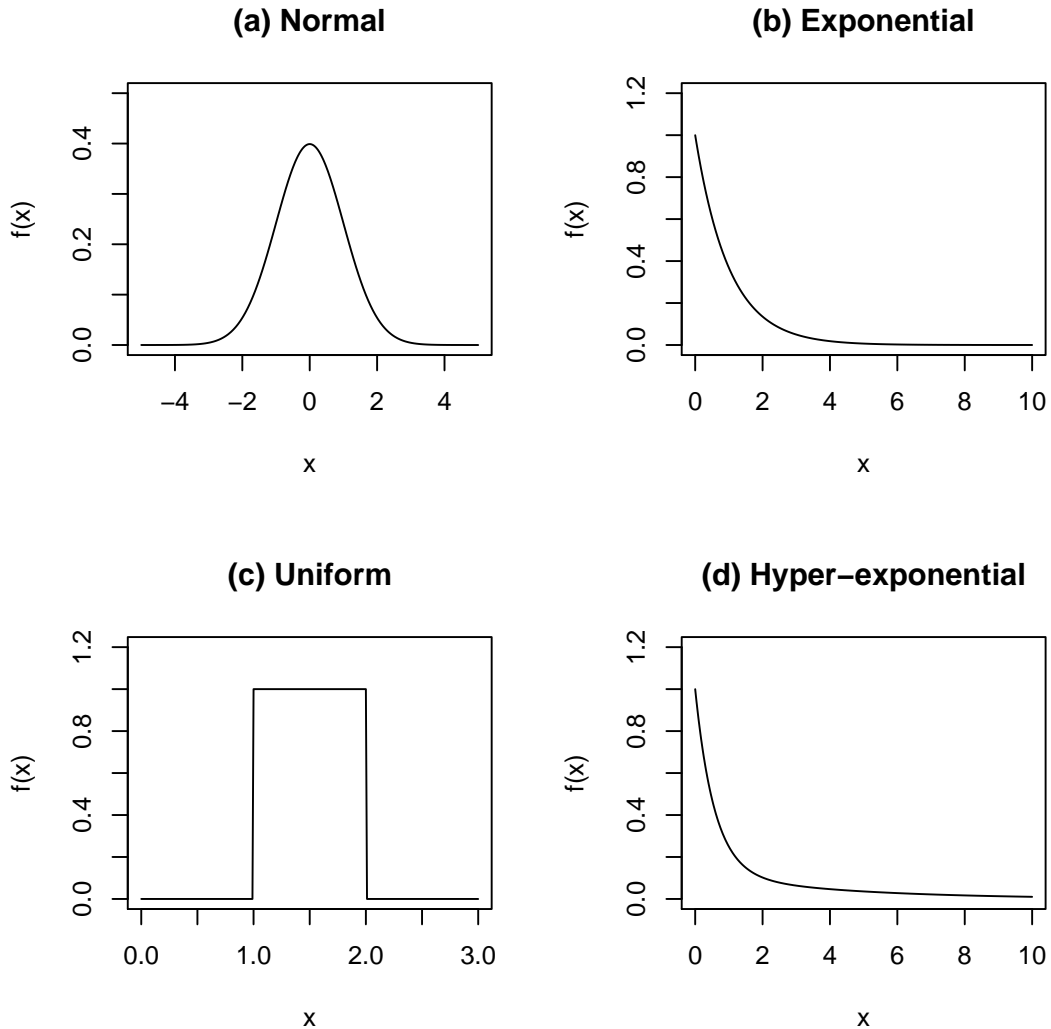 (a) Normal
f(x)
0.0 0.2 0.4
−4 −2 0 2 4
x
(b) Exponential
f(x)
0.0 0.4 0.8 1.2
0 2 4 6 8 10
x
(c) Uniform
f(x)
0.0 0.4 0.8 1.2
0.0 1.0 2.0 3.0
x
(d) Hyper−exponential
f(x)
0.0 0.4 0.8 1.2
0 2 4 6 8 10
x